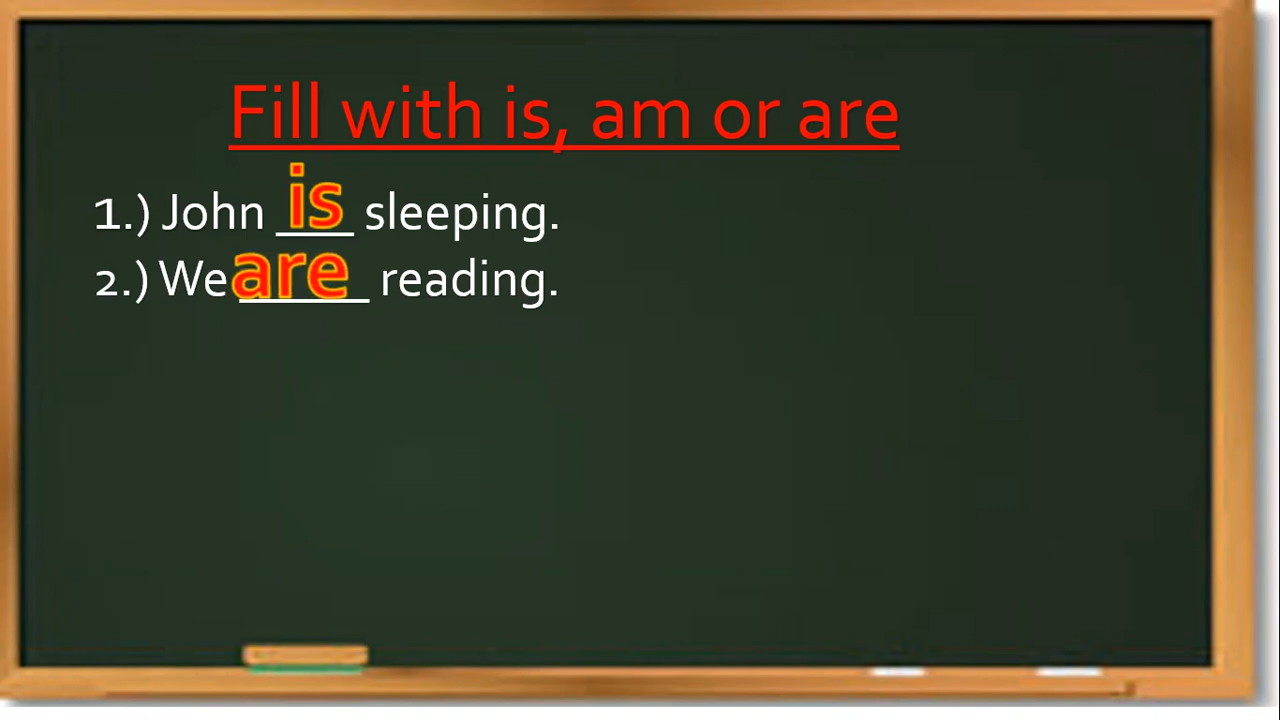 Fill with is, am or are
1.) John is sleeping.
2.) We are reading.